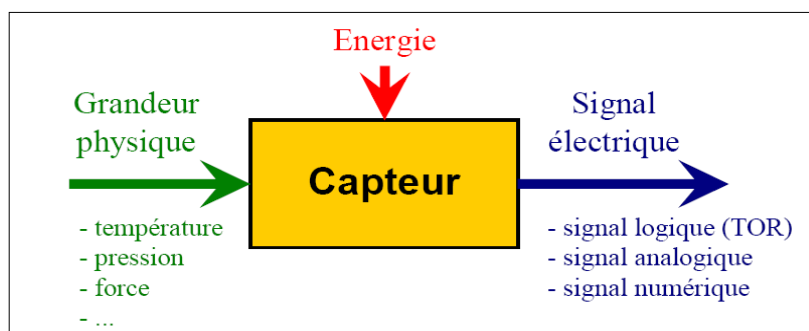 Energie
Grandeur
physique
- température
- pression
- force
- ...
Capteur
Signal
électrique
- signal logique (TOR)
- signal analogique
- signal numérique